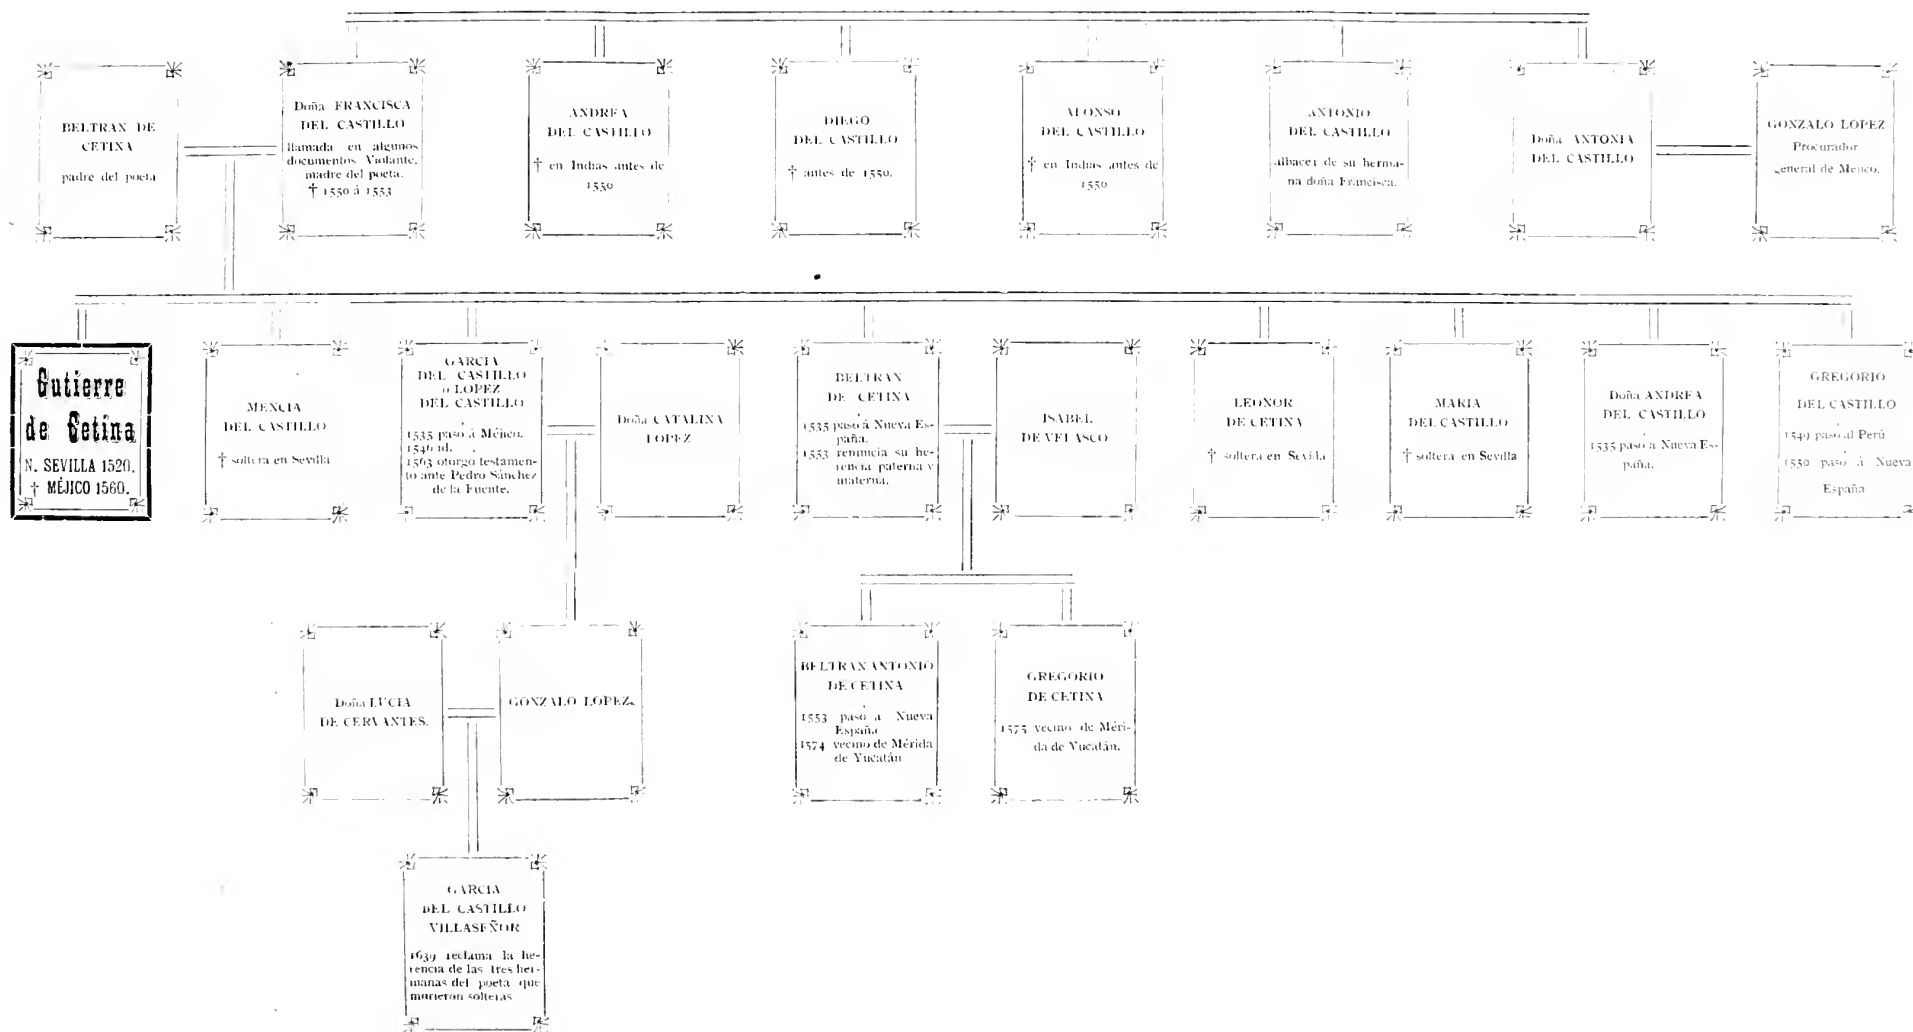 BELTRAN DE
CETINA
padre del poeta
Doña FRANCISCA
DEL CASTILLO
llamada en algunos
documentos Violante,
madre del poeta.
† 1550 á 1553
ANDREA
DEL CASTILLO
† en Indias antes de
1550
DIEGO
DEL CASTILLO
† antes de 1550.
ALONSO
DEL CASTILLO
† en Indias antes de
1550
ANTONIO
DEL CASTILLO
albacea de su herma-
na doña Francisca.
Doña ANTONIA
DEL CASTILLO
GONZALO LOPEZ
Procurador
general de Mejico.
Gutierre
de Cetina
N. SEVILLA 1520.
† MÉJICO 1560.
MENCIA
DEL CASTILLO
† soltera en Sevilla
GARCIA
DEL CASTILLO
o LOPEZ
DEL CASTILLO
1535 pasó á Méjico.
1546 id.
1563 otorgo testamen-
to ante Pedro Sánchez
de la Fuente.
Doña CATALINA
LOPEZ
BELTRAN
DE CETINA
1535 pasó á Nueva Es-
paña.
1553 renuncia su he-
rencia paterna y
materna.
ISABEL
DE VELASCO
LEONOR
DE CETINA
† soltera en Sevilla
MARIA
DEL CASTILLO
† soltera en Sevilla
Doña ANDREA
DEL CASTILLO
1535 pasó á Nueva Es-
paña.
GREGORIO
DEL CASTILLO
1549 pasó al Perú
1550 pasó á Nueva
España
Doña LUCIA
DE CERVANTES.
GONZALO LOPEZ.
BELTRAN ANTONIO
DE CETINA
1553 pasó a Nueva
España
1574 vecino de Mérida
de Yucatán
GREGORIO
DE CETINA
1575 vecino de Méri-
da de Yucatán.
GARCIA
DEL CASTILLO
VILLASEÑOR
1639 reclama la he-
rencia de las tres her-
manas del poeta que
murieron solteras